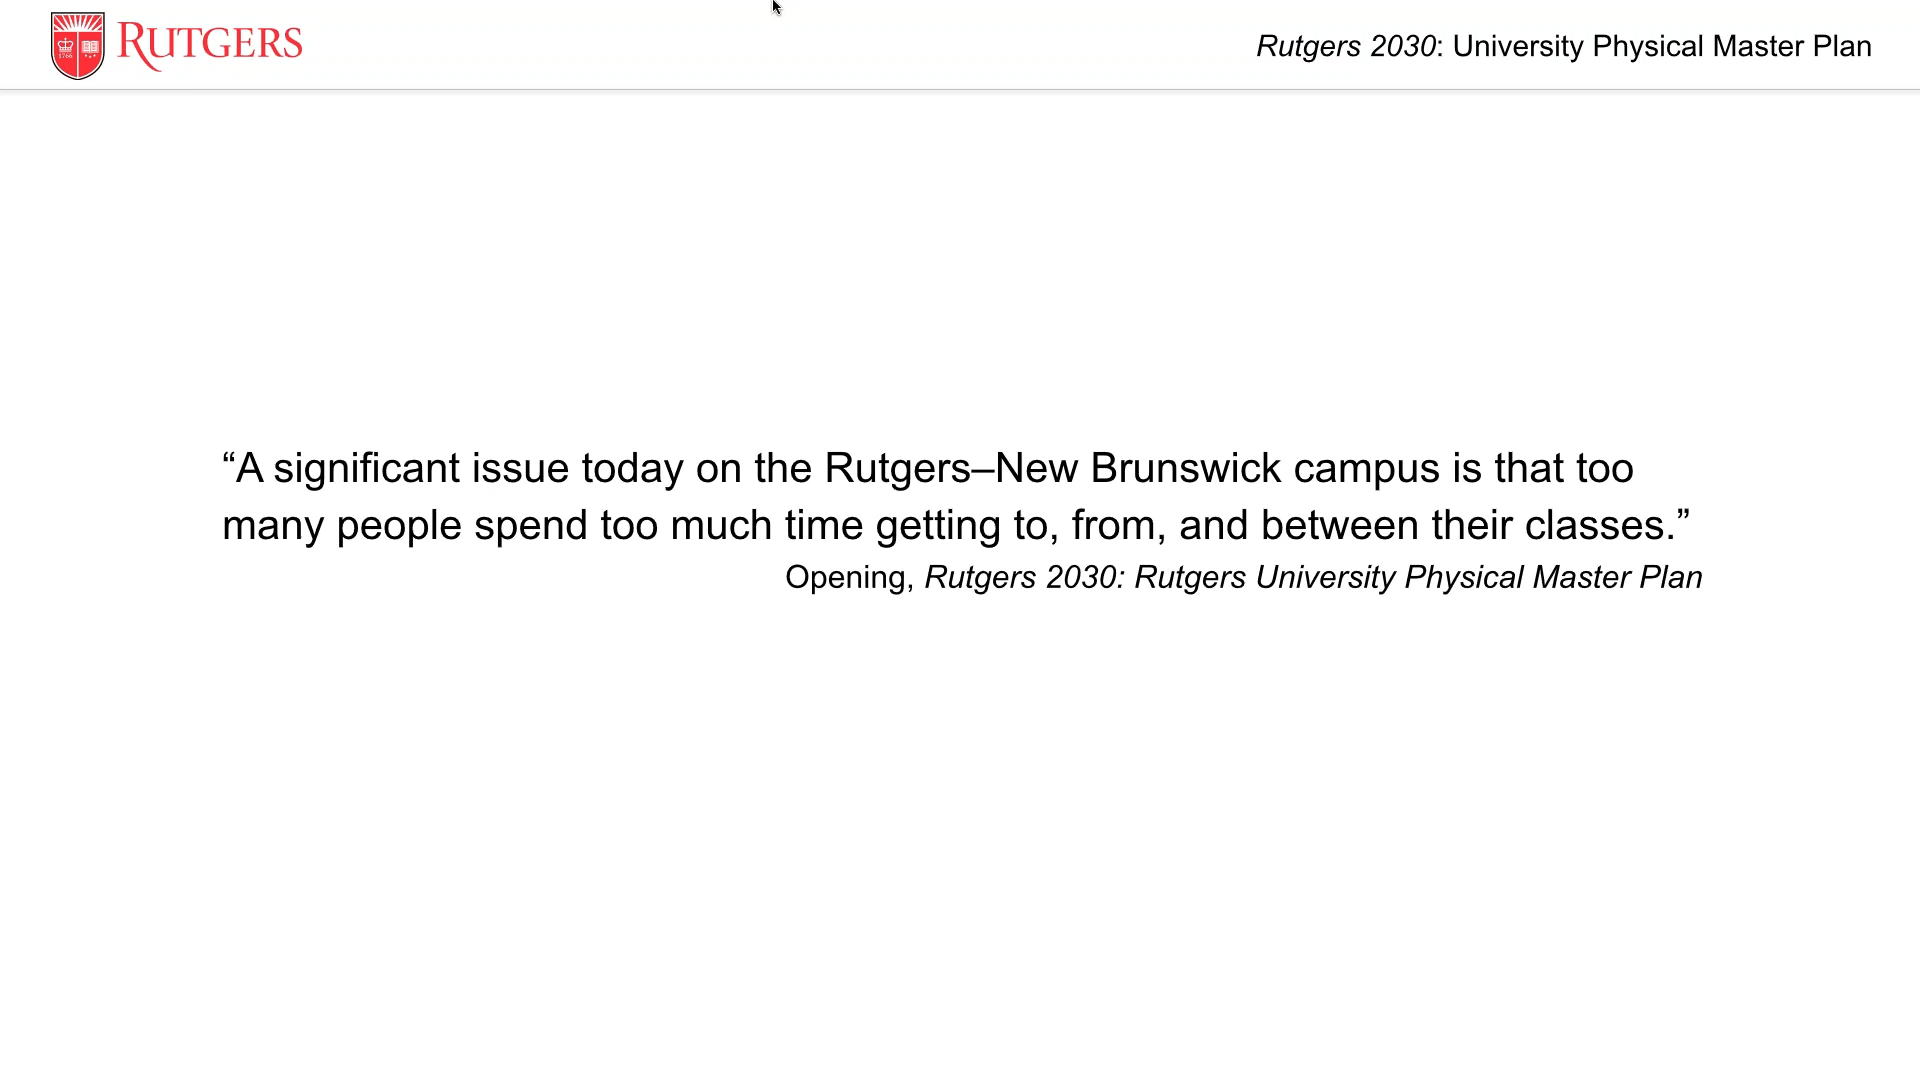 RUTGERS
Rutgers 2030: University Physical Master Plan
1766
“A significant issue today on the Rutgers–New Brunswick campus is that too
many people spend too much time getting to, from, and between their classes.”
Opening, Rutgers 2030: Rutgers University Physical Master Plan